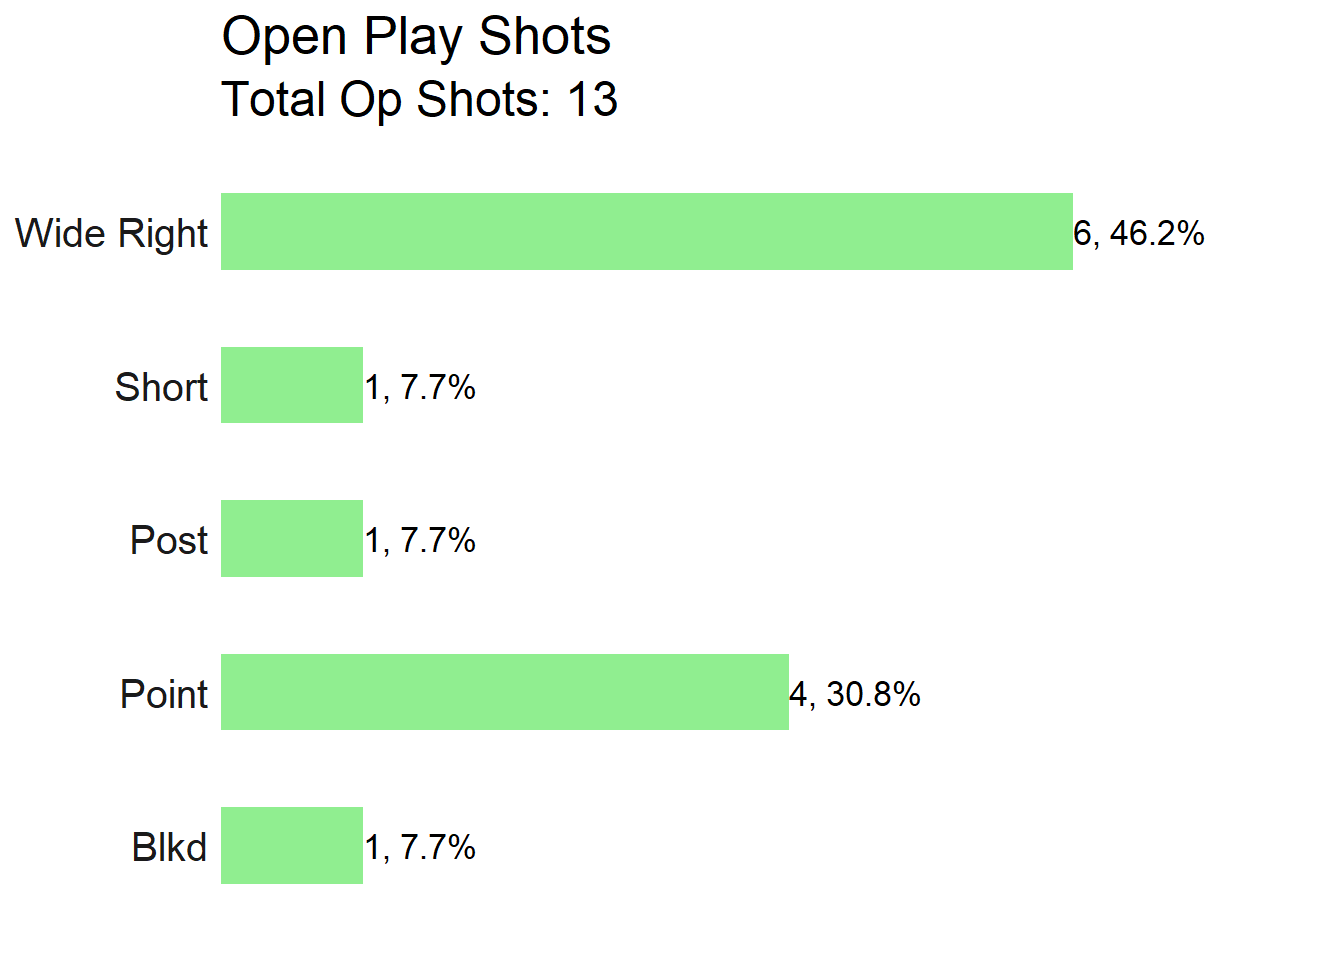 Open Play Shots
Total Op Shots: 13
Wide Right 6, 46.2%
Short 1, 7.7%
Post 1, 7.7%
Point 4, 30.8%
Blkd 1, 7.7%